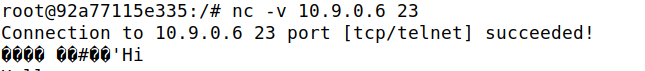 root@92a77115e335:/# nc -v 10.9.0.6 23
Connection to 10.9.0.6 23 port [tcp/telnet] succeeded!
���� ��#��'Hi